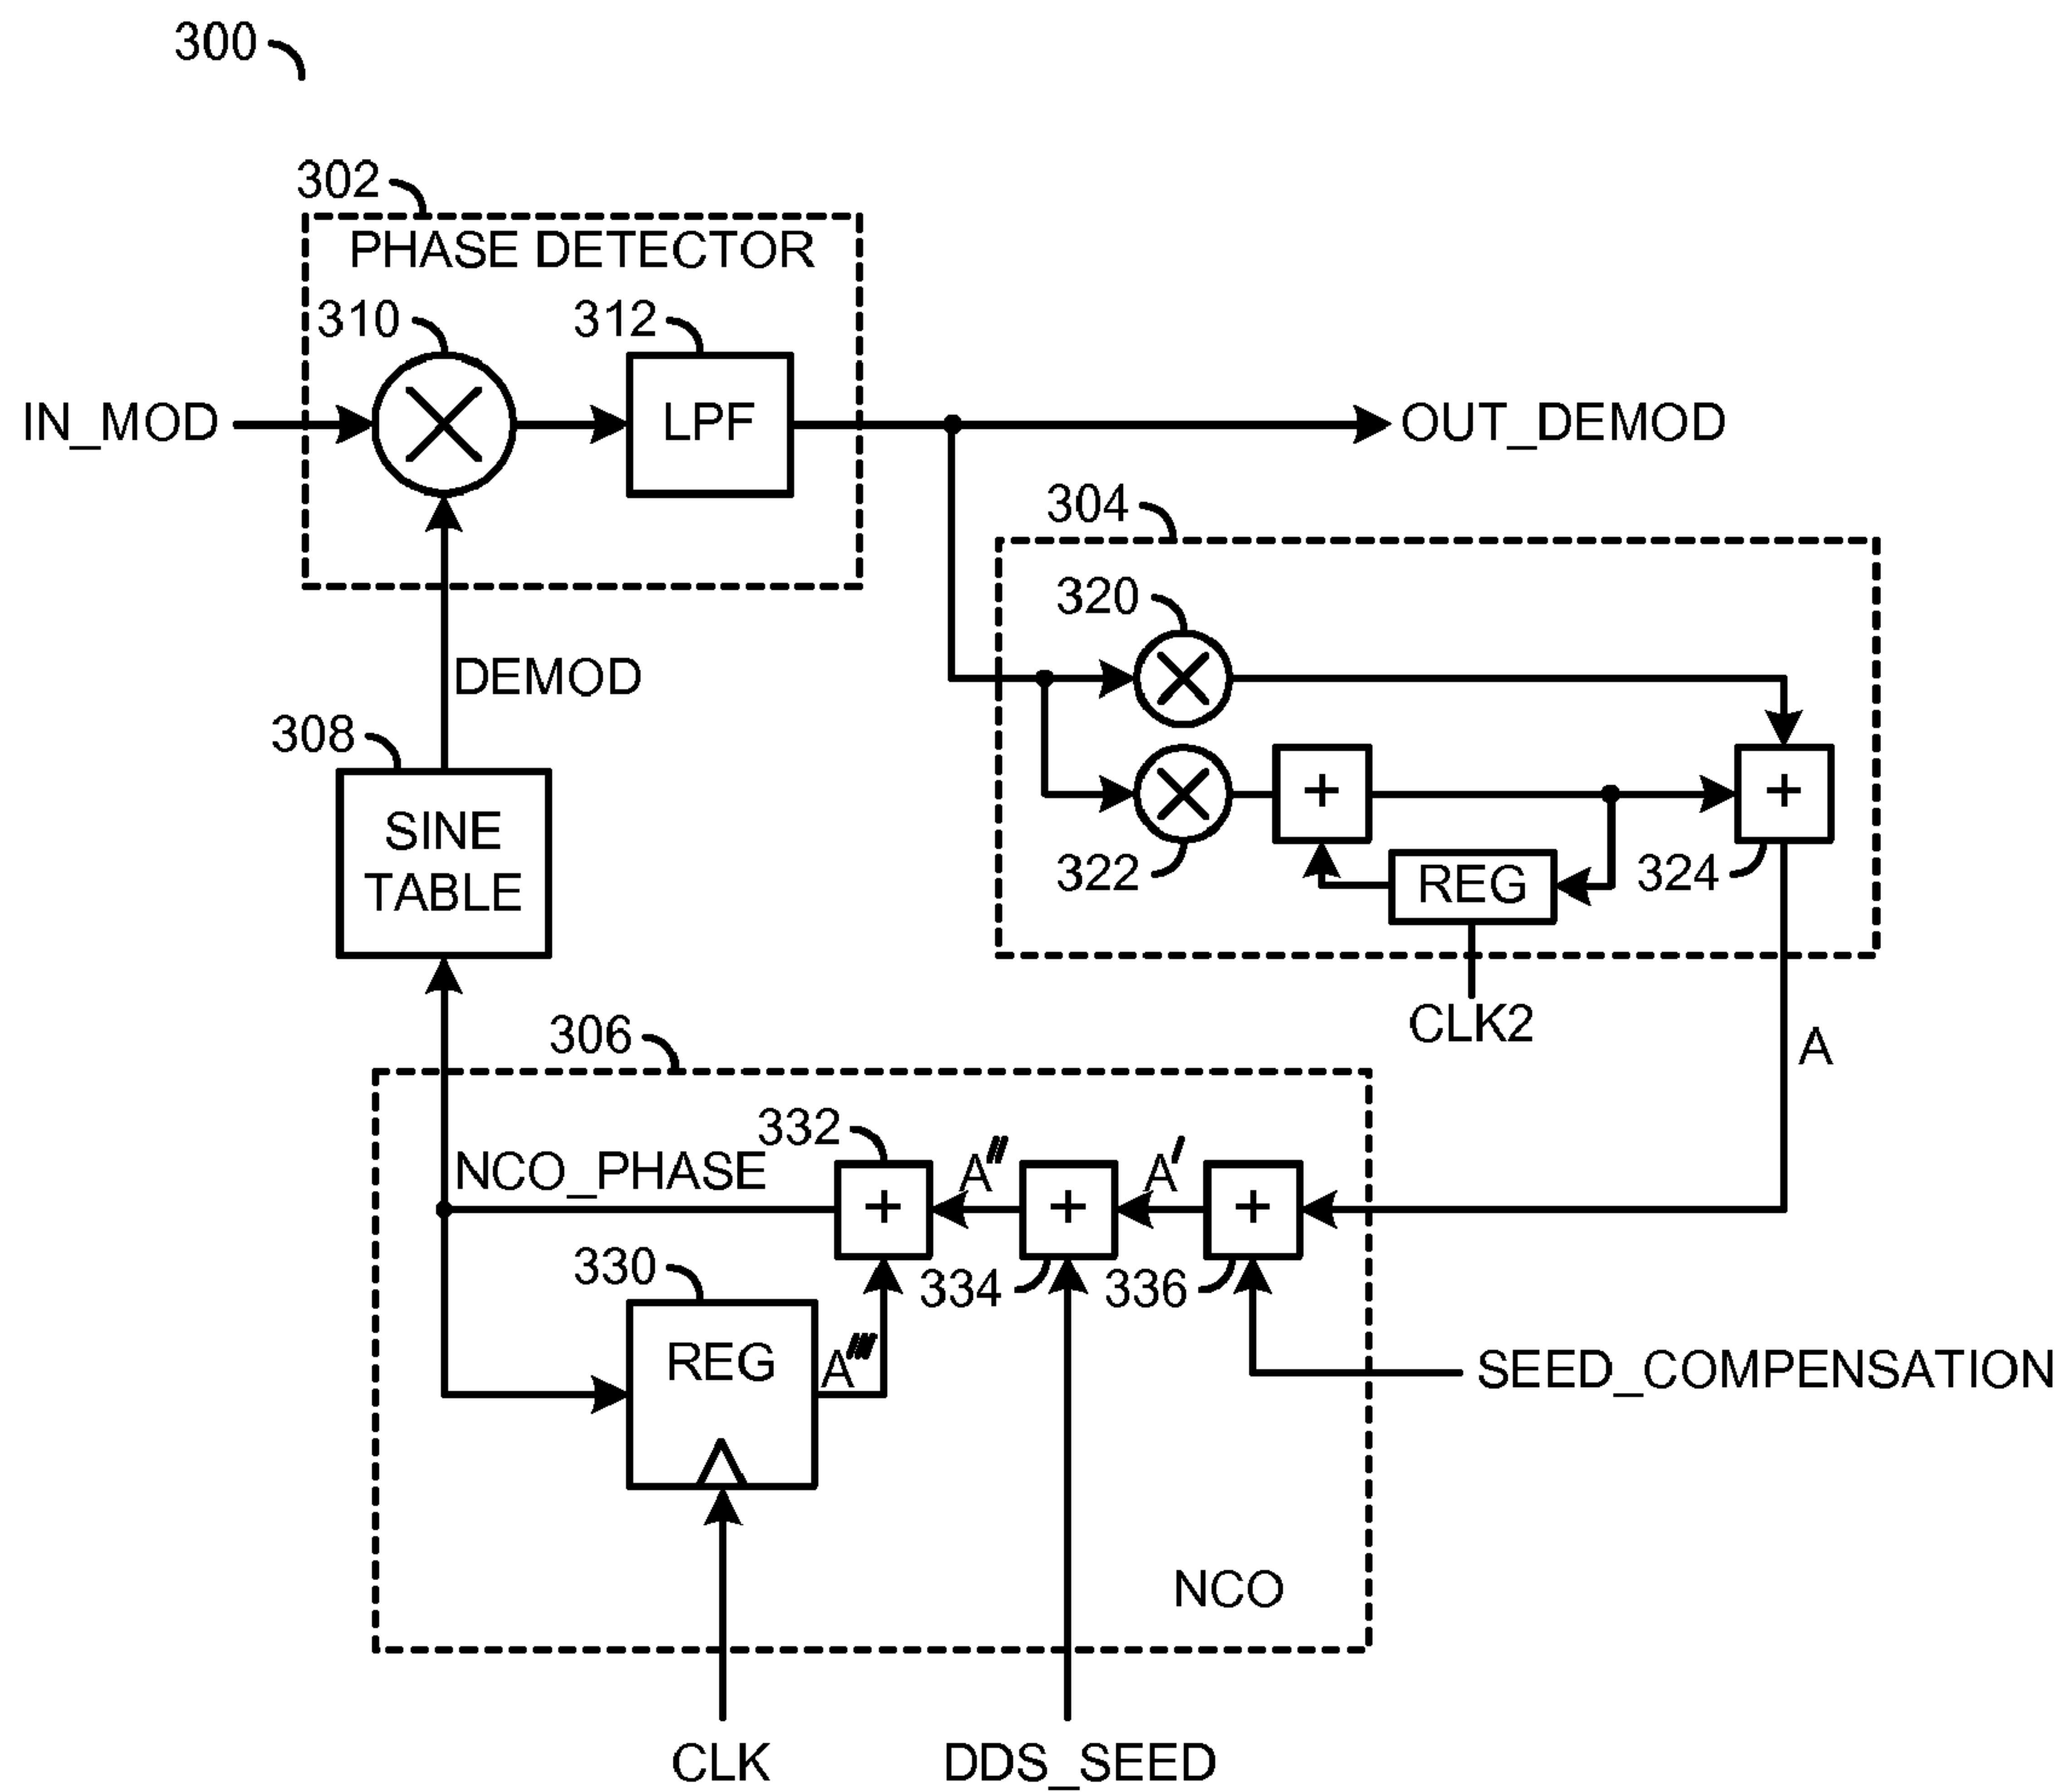 300
302
PHASE DETECTOR
310
312
IN_MOD
LPF
OUT_DEMOD
304
320
DEMOD
308
SINE
TABLE
+
+
322
REG
324
CLK2
306
A
332
NCO_PHASE
A″
A′
+
+
+
330
334
336
REG
A‴′
SEED_COMPENSATION
NCO
CLK
DDS_SEED